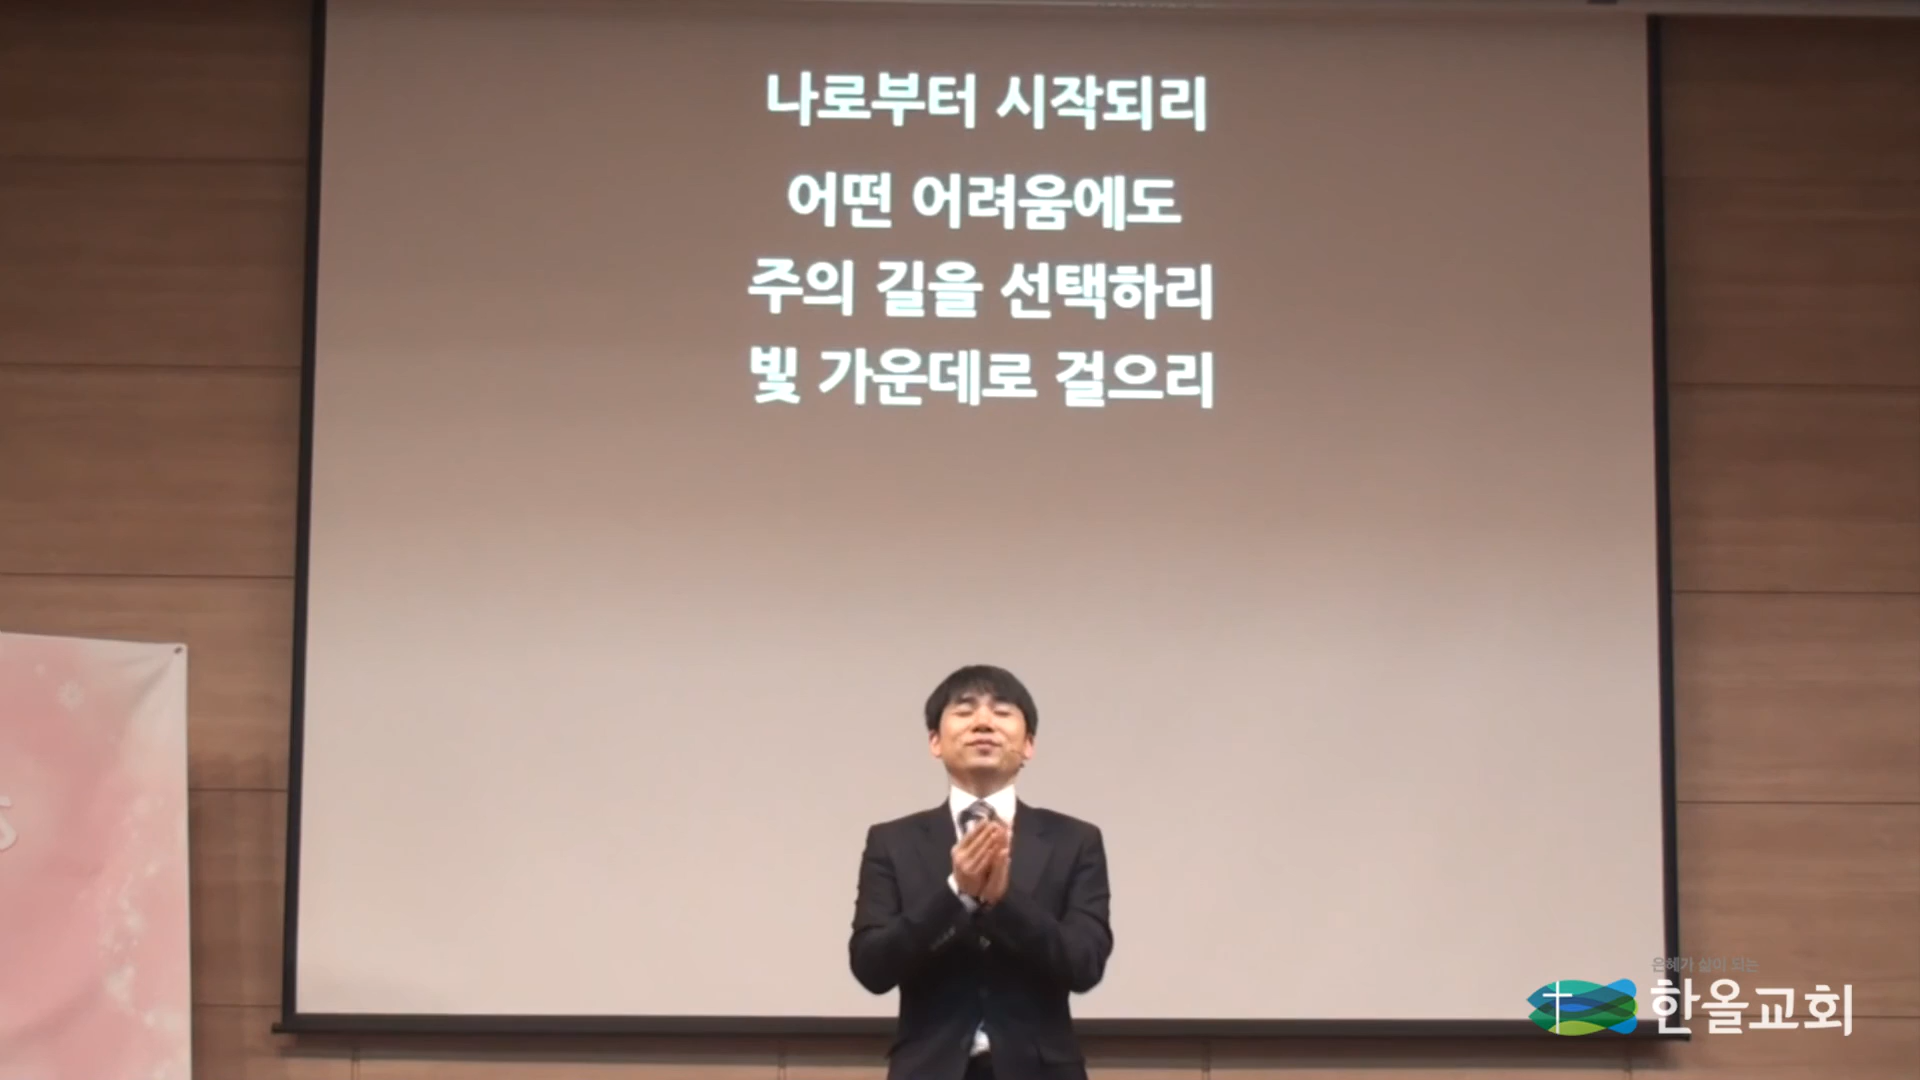 나로부터 시작되리
어떤 어려움에도
주의 길을 선택하리
빛 가운데로 걸으리
은혜가 삶이 되는
한올교회